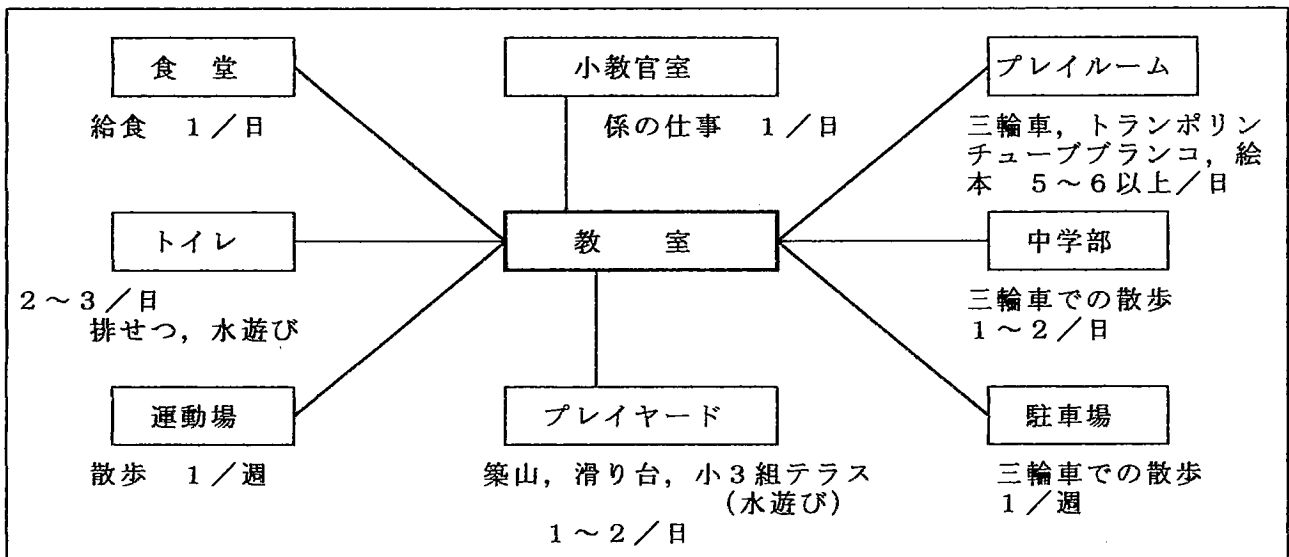 食　堂
給食　１／日
小教官室
係の仕事　１／日
プレイルーム
三輪車，トランポリン
チューブブランコ，絵
本　５～６以上／日
トイレ
２～３／日
排せつ，水遊び
教　　室
中学部
三輪車での散歩
１～２／日
運動場
散歩　１／週
プレイヤード
築山，滑り台，小３組テラス
（水遊び）
１～２／日
駐車場
三輪車での散歩
１／週